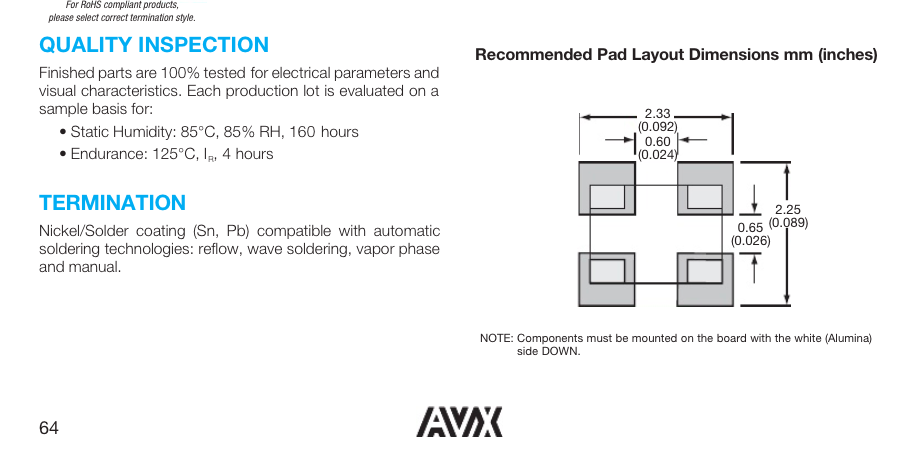 For RoHS compliant products,
please select correct termination style.
QUALITY INSPECTION
Finished parts are 100% tested for electrical parameters and
visual characteristics. Each production lot is evaluated on a
sample basis for:
• Static Humidity: 85°C, 85% RH, 160 hours
• Endurance: 125°C, IR, 4 hours
TERMINATION
Nickel/Solder coating (Sn, Pb) compatible with automatic
soldering technologies: reflow, wave soldering, vapor phase
and manual.
Recommended Pad Layout Dimensions mm (inches)
2.33
(0.092)
0.60
(0.024)
2.25
(0.089)
0.65
(0.026)
NOTE: Components must be mounted on the board with the white (Alumina)
side DOWN.
64
AVX